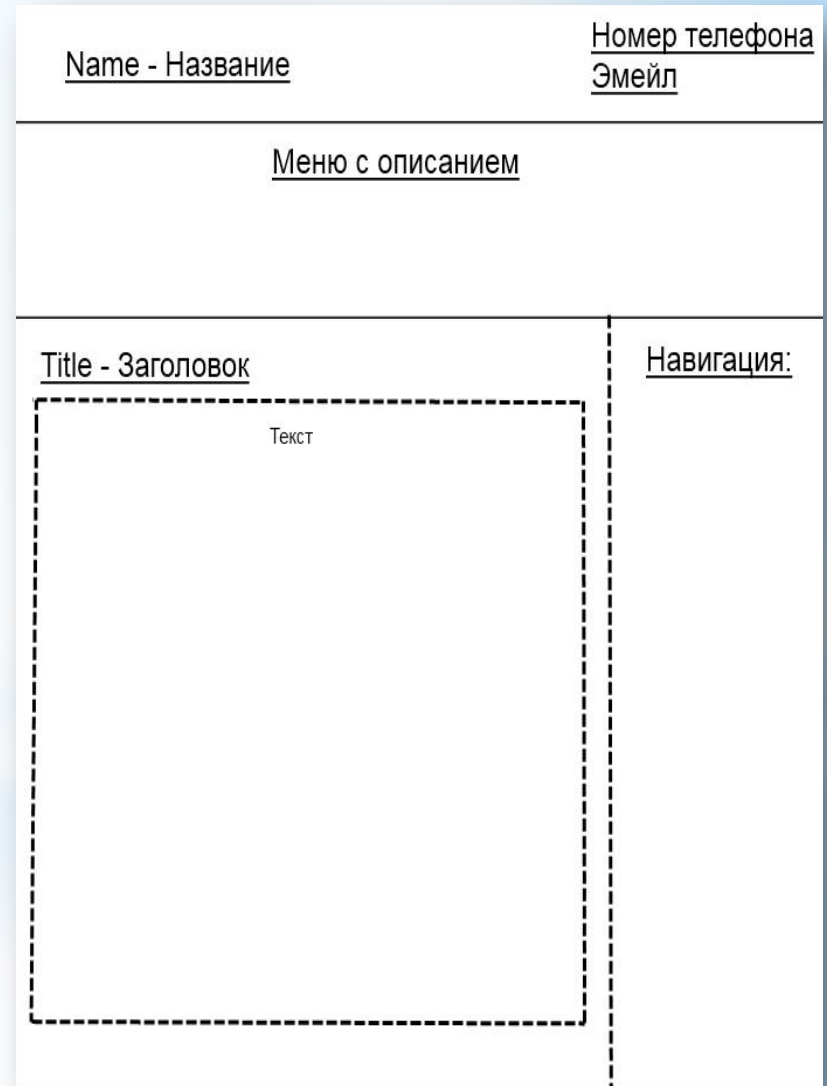 Name - Название
Номер телефона
Эмейл
Меню с описанием
Title - Заголовок
Навигация:
Текст